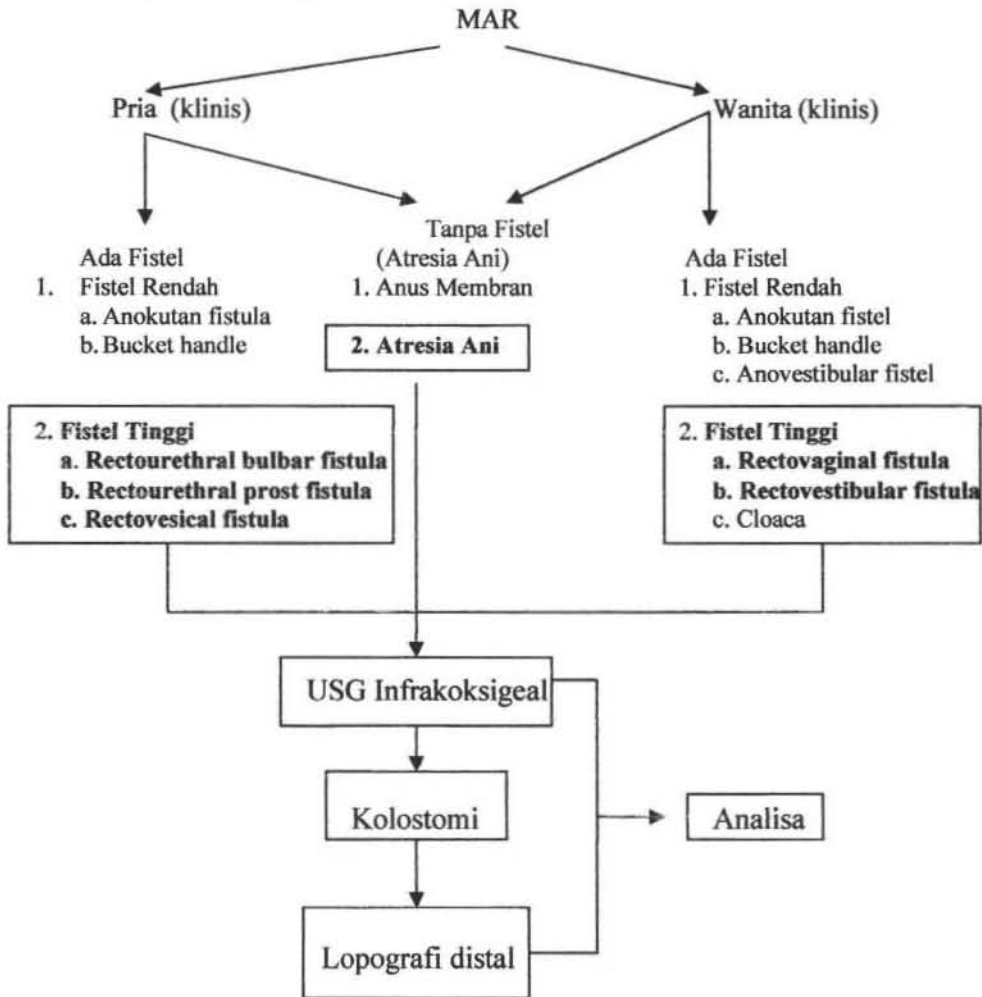 MAR
Pria (klinis)
Wanita (klinis)
Ada Fistel
1. Fistel Rendah
a. Anokutan fistula
b. Bucket handle
2. Fistel Tinggi
a. Rectourethral bulbar fistula
b. Rectourethral prost fistula
c. Rectovesical fistula
Tanpa Fistel
(Atresia Ani)
1. Anus Membran
2. Atresia Ani
Ada Fistel
1. Fistel Rendah
a. Anokutan fistel
b. Bucket handle
c. Anovestibular fistel
2. Fistel Tinggi
a. Rectovaginal fistula
b. Rectovestibular fistula
c. Cloaca
USG Infrakoksigeal
Kolostomi
Analisa
Lopografi distal